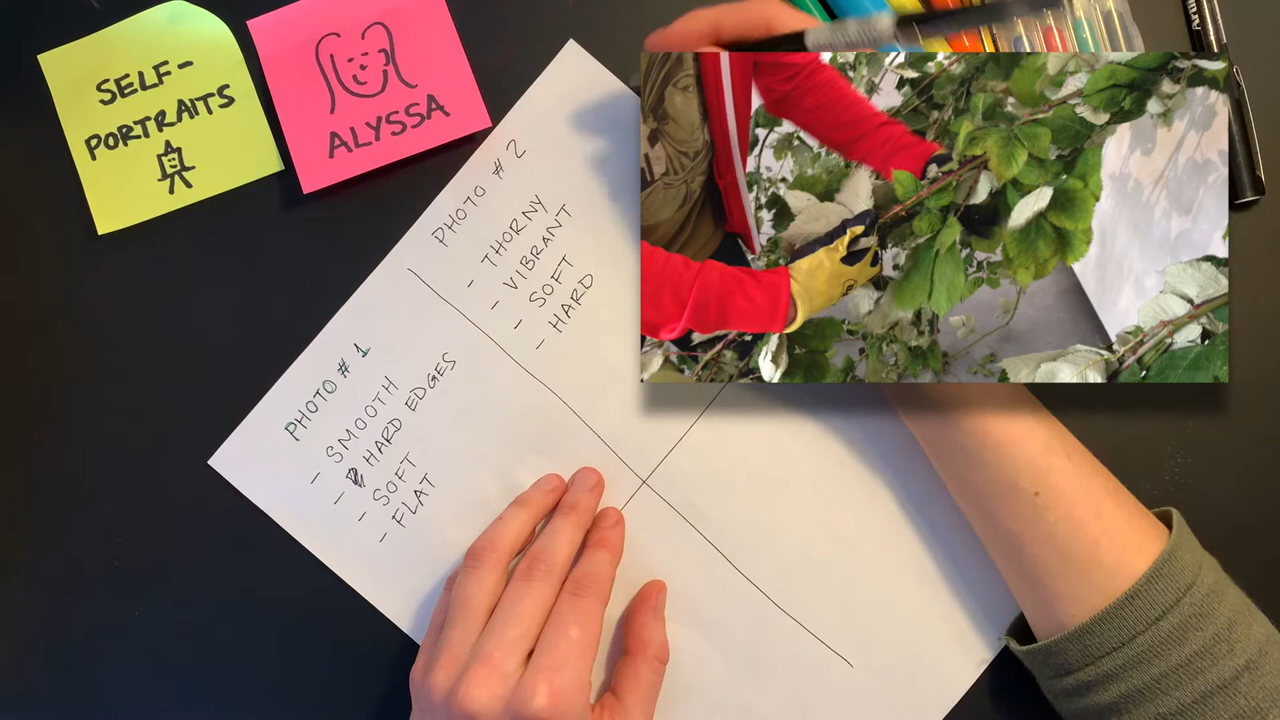 SELF-
PORTRAITS
ALYSSA
PHOTO # 1
- SMOOTH
- HARD EDGES
- SOFT
- FLAT
PHOTO # 2
- THORNY
- VIBRANT
- SOFT
- HARD